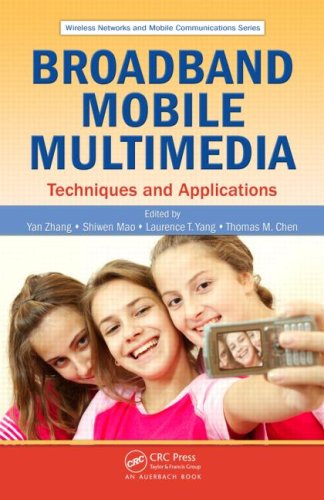 Wireless Networks and Mobile Communications Series
BROADBAND
MOBILE
MULTIMEDIA
Techniques and Applications
Edited by
Yan Zhang • Shiwen Mao • Laurence T. Yang • Thomas M. Chen
CRC
CRC Press
Taylor & Francis Group
AN AUERBACH BOOK